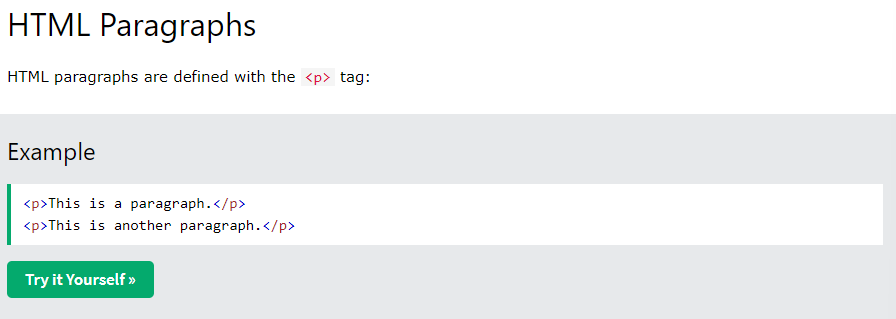 HTML Paragraphs
HTML paragraphs are defined with the <p> tag:
Example
<p>This is a paragraph.</p>
<p>This is another paragraph.</p>
Try it Yourself »